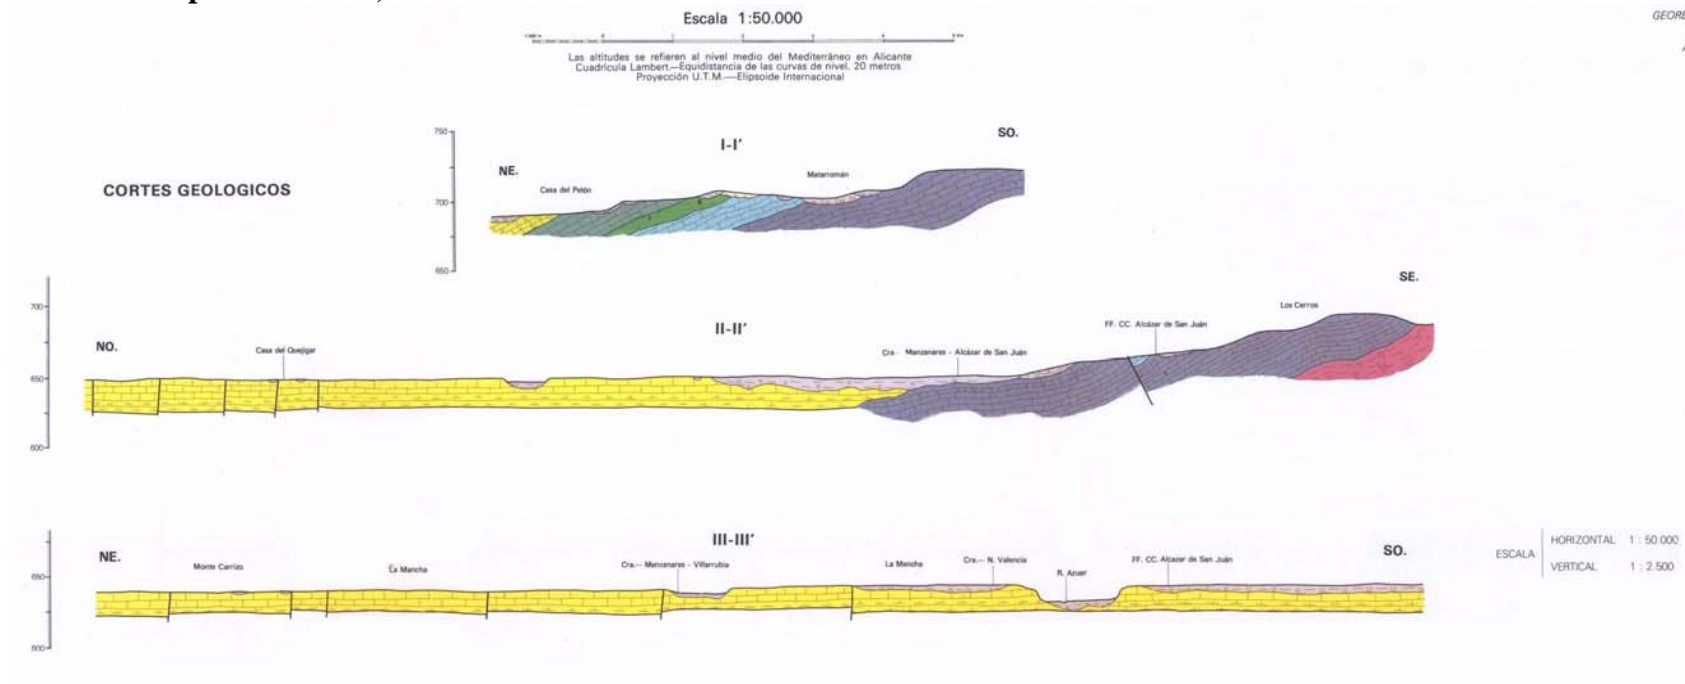 Escala 1:50.000
GEORE
Las altitudes se refieren al nivel medio del Mediterráneo en Alicante
Cuadrícula Lambert.—Equidistancia de las curvas de nivel. 20 metros
Proyección U.T.M.—Elipsoide Internacional
CORTES GEOLOGICOS
I-I'
NE.
SO.
750
700
650
Casa del Pelón
Matarromán
II-II'
NO.
SE.
700
650
600
Casa del Quejigar
Cra.- Manzanares - Alcázar de San Juán
FF. CC. Alcázar de San Juán
Los Cerros
III-III'
NE.
SO.
650
600
Monte Carrizo
La Mancha
Cra.— Manzanares - Villarrubia
La Mancha
Cra.— N. Valencia
R. Azuer
FF. CC. Alcazar de San Juán
ESCALA
HORIZONTAL 1 : 50 000
VERTICAL 1 : 2.500